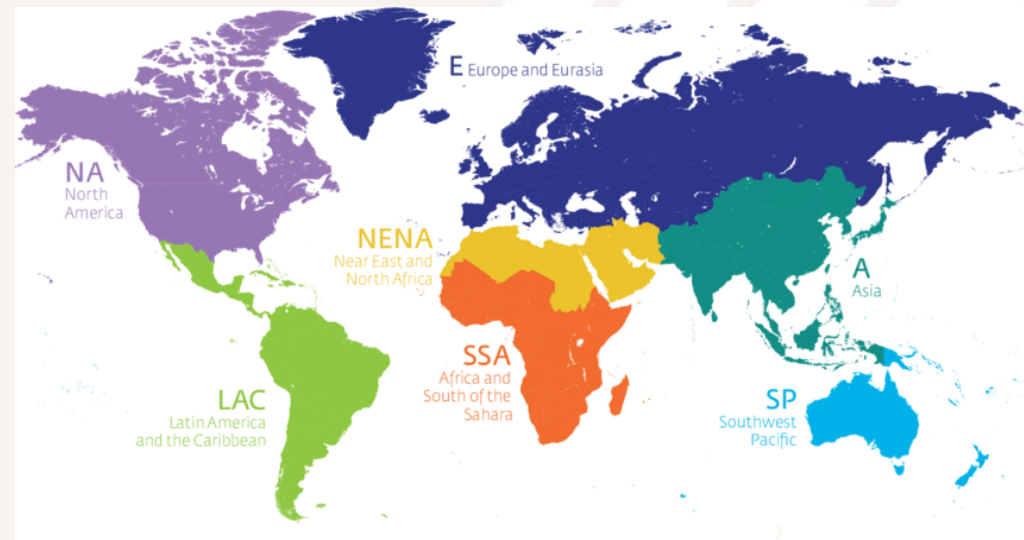 E Europe and Eurasia
NA
North
America
NENA
Near East and
North Africa
A
Asia
SSA
Africa and
South of the
Sahara
LAC
Latin America
and the Caribbean
SP
Southwest
Pacific